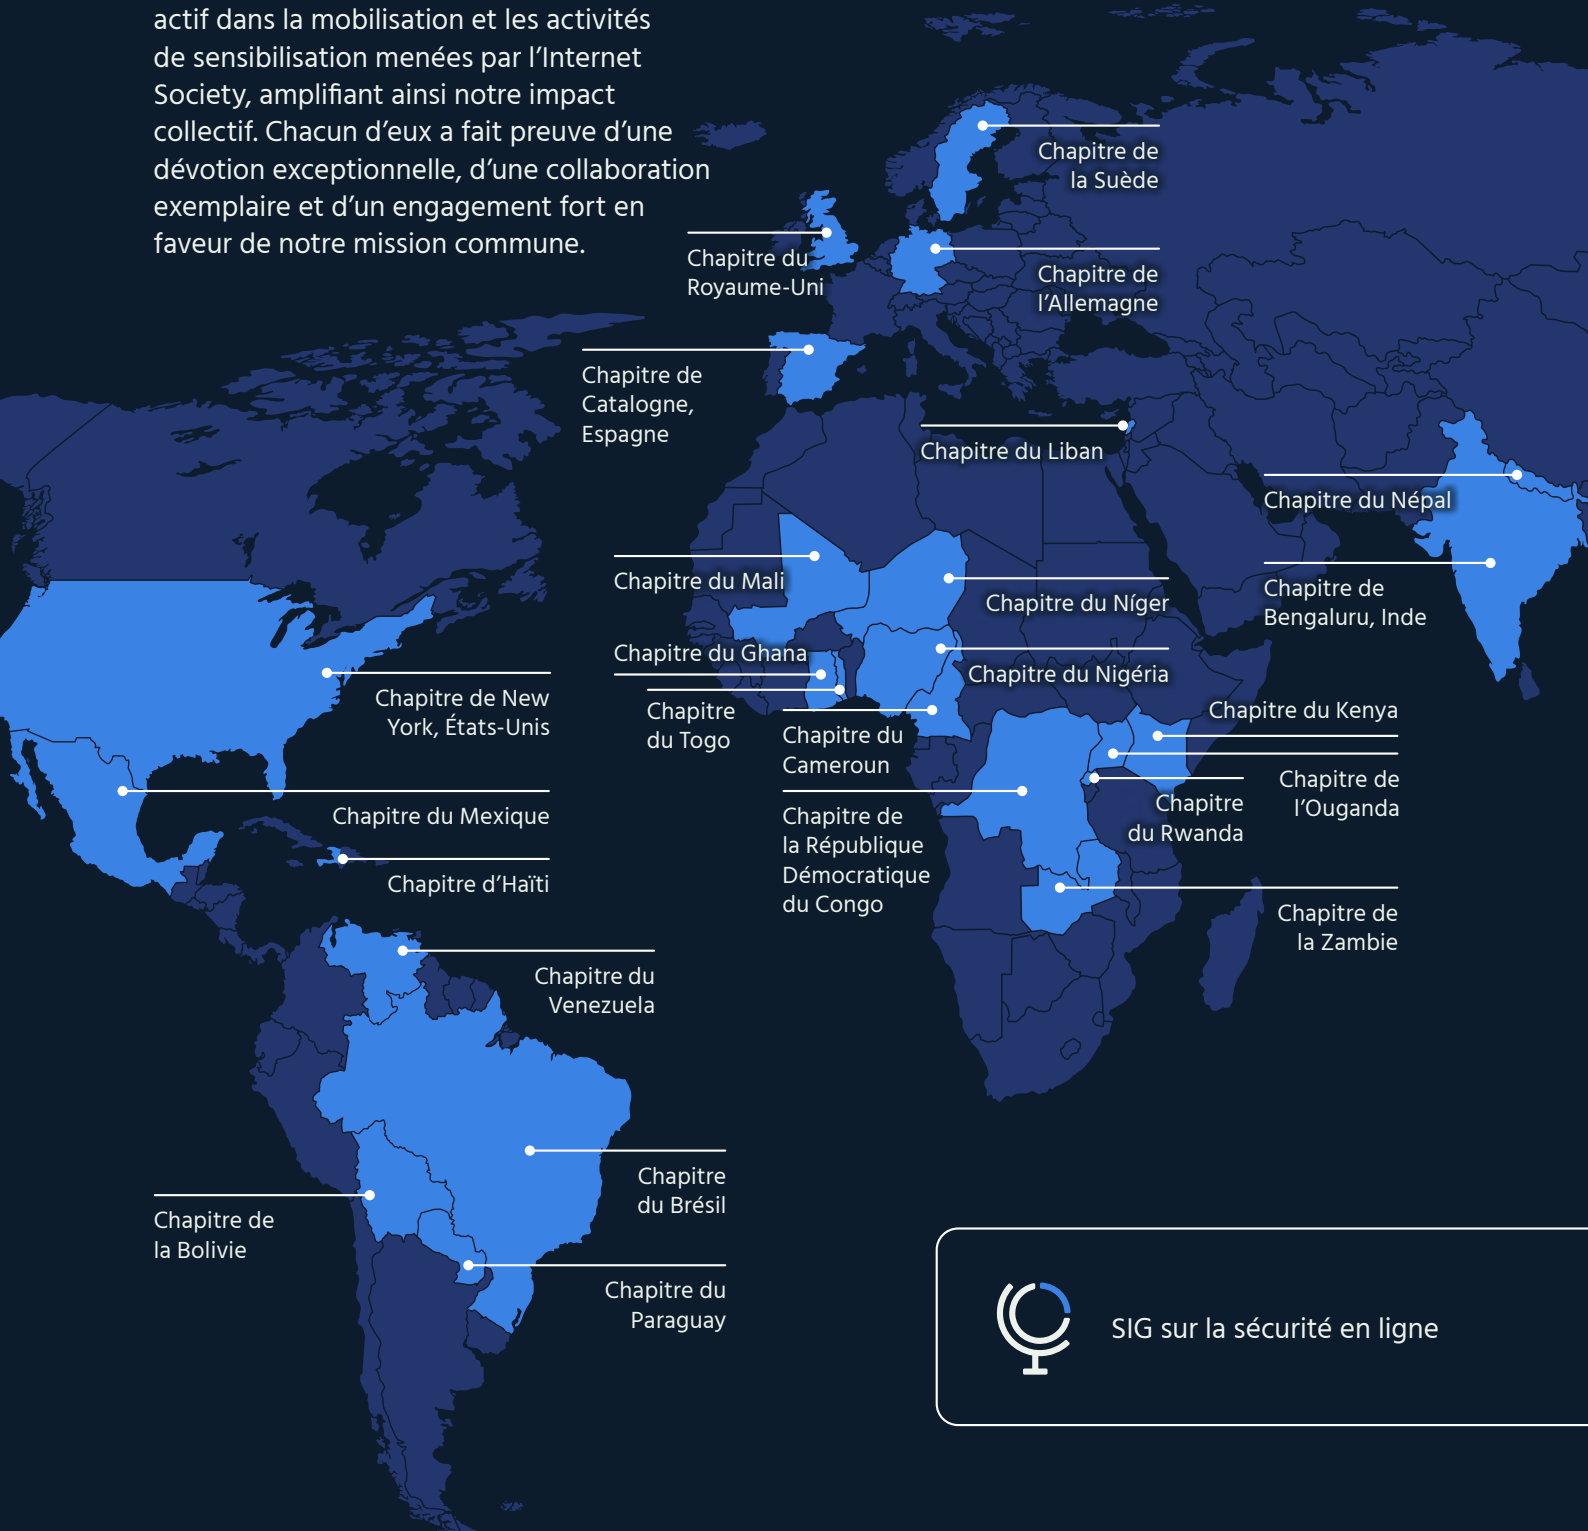 actif dans la mobilisation et les activités
de sensibilisation menées par l’Internet
Society, amplifiant ainsi notre impact
collectif. Chacun d’eux a fait preuve d’une
dévotion exceptionnelle, d’une collaboration
exemplaire et d’un engagement fort en
faveur de notre mission commune.
Chapitre de
la Suède
Chapitre du
Royaume-Uni
Chapitre de
l’Allemagne
Chapitre de
Catalogne,
Espagne
Chapitre du Liban
Chapitre du Népal
Chapitre du Mali
Chapitre de
Bengaluru, Inde
Chapitre du Níger
Chapitre du Ghana
Chapitre du Nigéria
Chapitre de New
York, États-Unis
Chapitre
du Togo
Chapitre du
Cameroun
Chapitre du Kenya
Chapitre de
l’Ouganda
Chapitre
du Rwanda
Chapitre du Mexique
Chapitre de
la République
Démocratique
du Congo
Chapitre d’Haïti
Chapitre de
la Zambie
Chapitre du
Venezuela
Chapitre
du Brésil
Chapitre de
la Bolivie
Chapitre du
Paraguay
SIG sur la sécurité en ligne